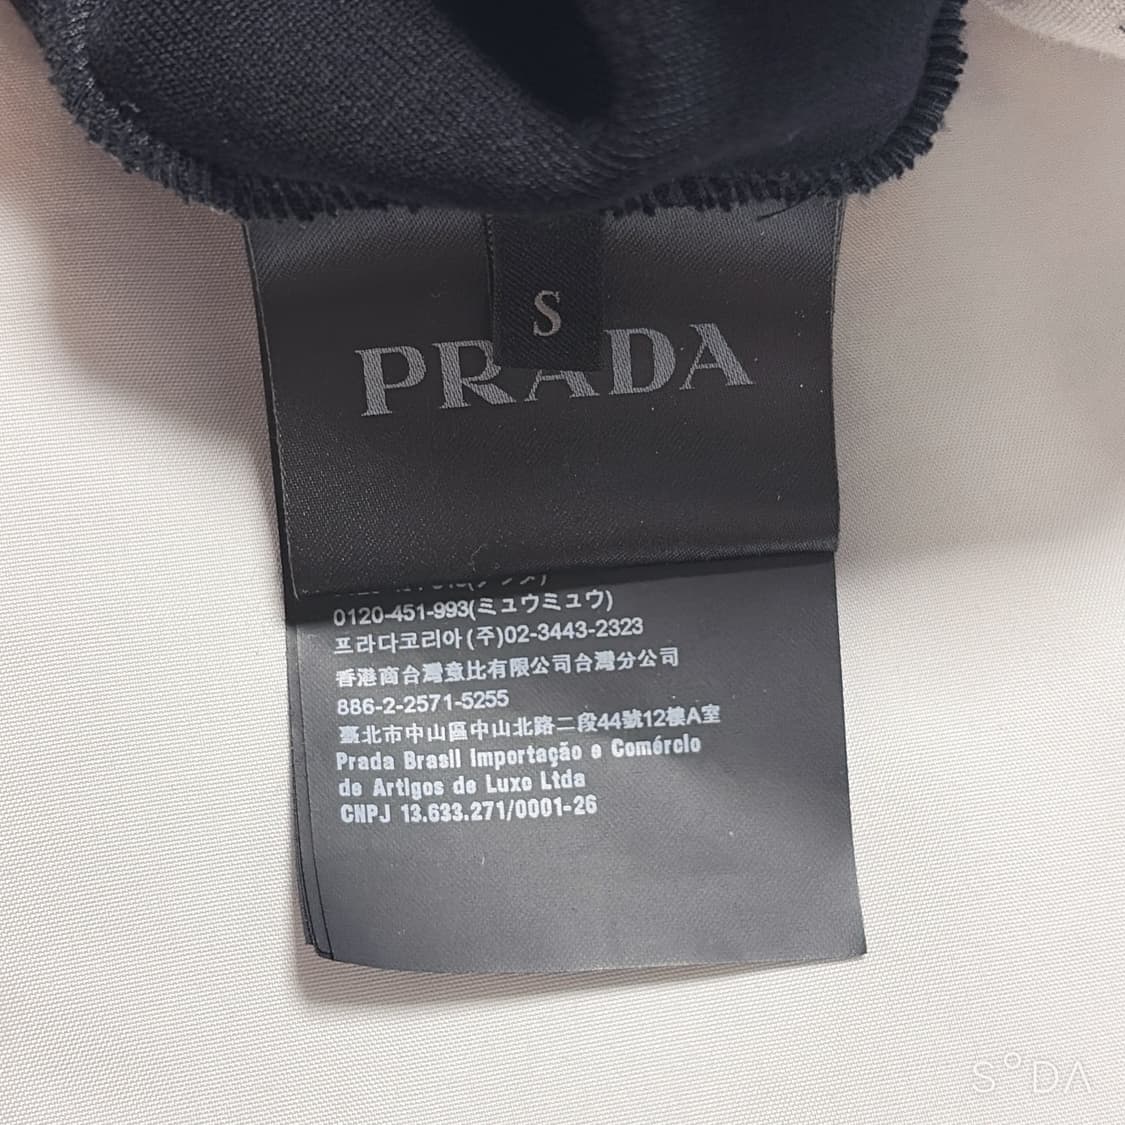 S
PRADA
0120-451-993(ミュウミュウ)
프라다코리아(주)02-3443-2323
香港商台灣意比有限公司台灣分公司
886-2-2571-5255
臺北市中山區中山北路二段44號12樓A室
Prada Brasil Importação e Comércio
de Artigos de Luxo Ltda
CNPJ 13.633.271/0001-26
SODA